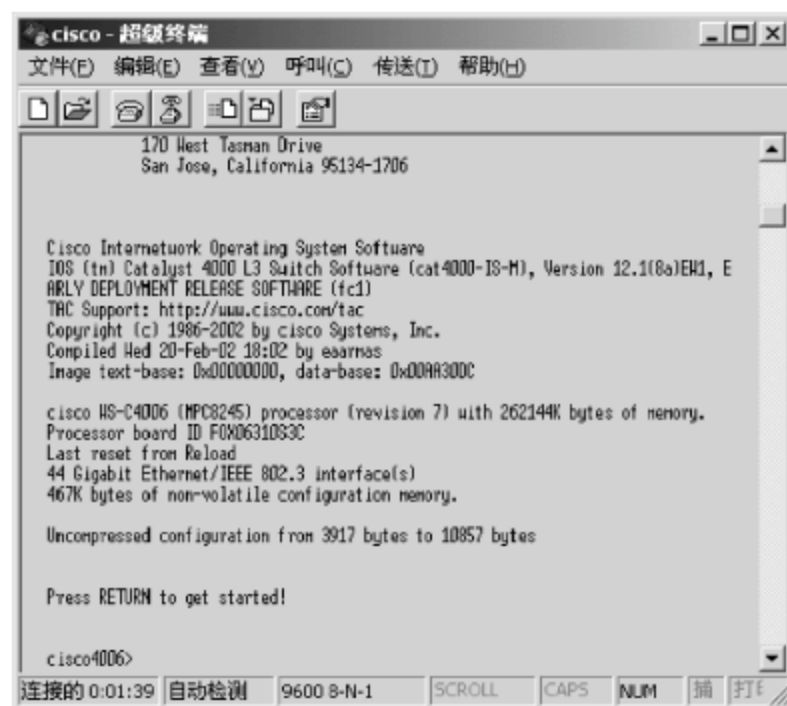 cisco - 超级终端
文件(F) 编辑(E) 查看(V) 呼叫(C) 传送(T) 帮助(H)
170 West Tasman Drive
San Jose, California 95134-1706
Cisco Internetwork Operating System Software
IOS (tm) Catalyst 4000 L3 Switch Software (cat4000-IS-M), Version 12.1(8a)EW1, E
ARLY DEPLOYMENT RELEASE SOFTWARE (fc1)
TAC Support: http://www.cisco.com/tac
Copyright (c) 1986-2002 by cisco Systems, Inc.
Compiled Wed 20-Feb-02 18:02 by eaarmas
Image text-base: 0x00000000, data-base: 0x00AA300C
cisco WS-C4006 (MPC8245) processor (revision 7) with 262144K bytes of memory.
Processor board ID FOX06310S3C
Last reset from Reload
44 Gigabit Ethernet/IEEE 802.3 interface(s)
467K bytes of non-volatile configuration memory.
Uncompressed configuration from 3917 bytes to 10857 bytes
Press RETURN to get started!
cisco4006>
连接的 0:01:39 自动检测 9600 8-N-1 SCROLL CAPS NUM 捕 打